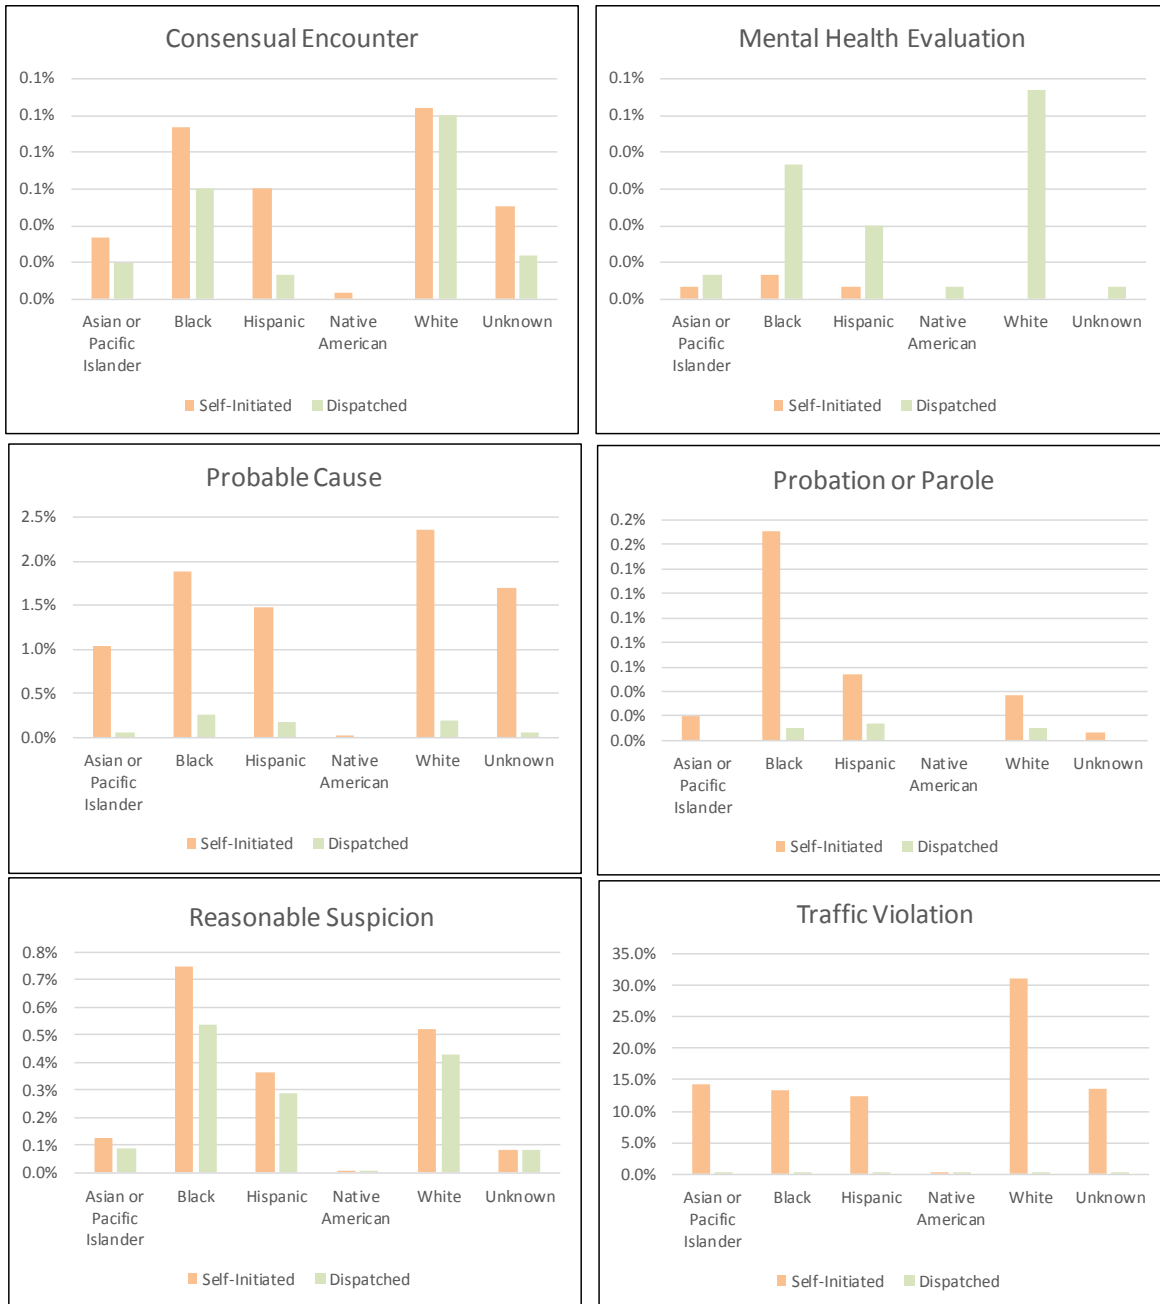 Consensual Encounter
0.1%
0.1%
0.1%
0.1%
0.0%
0.0%
0.0%
Asian or Pacific Islander
Black
Hispanic
Native American
White
Unknown
Self-Initiated
Dispatched
Mental Health Evaluation
0.1%
0.1%
0.0%
0.0%
0.0%
0.0%
0.0%
Asian or Pacific Islander
Black
Hispanic
Native American
White
Unknown
Self-Initiated
Dispatched
Probable Cause
2.5%
2.0%
1.5%
1.0%
0.5%
0.0%
Asian or Pacific Islander
Black
Hispanic
Native American
White
Unknown
Self-Initiated
Dispatched
Probation or Parole
0.2%
0.2%
0.1%
0.1%
0.1%
0.1%
0.1%
0.0%
0.0%
0.0%
Asian or Pacific Islander
Black
Hispanic
Native American
White
Unknown
Self-Initiated
Dispatched
Reasonable Suspicion
0.8%
0.7%
0.6%
0.5%
0.4%
0.3%
0.2%
0.1%
0.0%
Asian or Pacific Islander
Black
Hispanic
Native American
White
Unknown
Self-Initiated
Dispatched
Traffic Violation
35.0%
30.0%
25.0%
20.0%
15.0%
10.0%
5.0%
0.0%
Asian or Pacific Islander
Black
Hispanic
Native American
White
Unknown
Self-Initiated
Dispatched